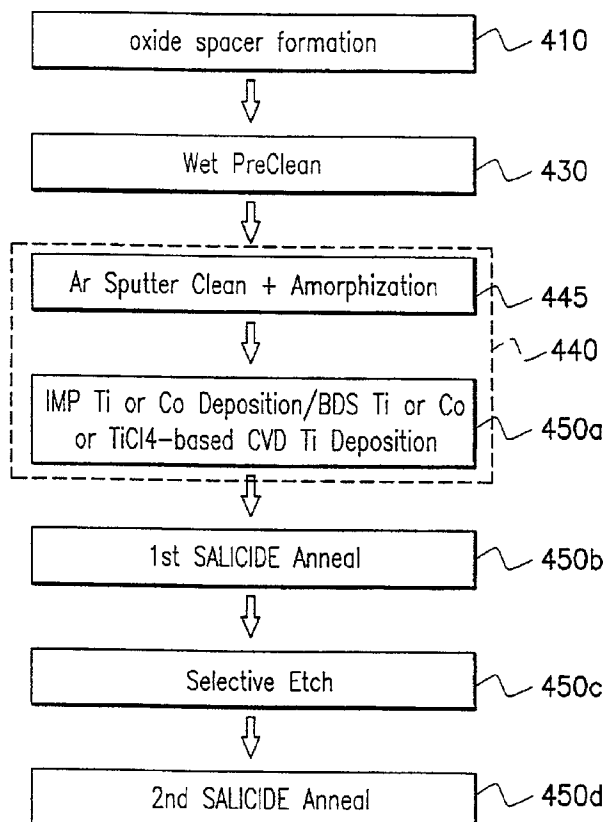 oxide spacer formation
410
Wet PreClean
430
Ar Sputter Clean + Amorphization
445
440
IMP Ti or Co Deposition/BDS Ti or Co
or TiCl4-based CVD Ti Deposition
450a
1st SALICIDE Anneal
450b
Selective Etch
450c
2nd SALICIDE Anneal
450d